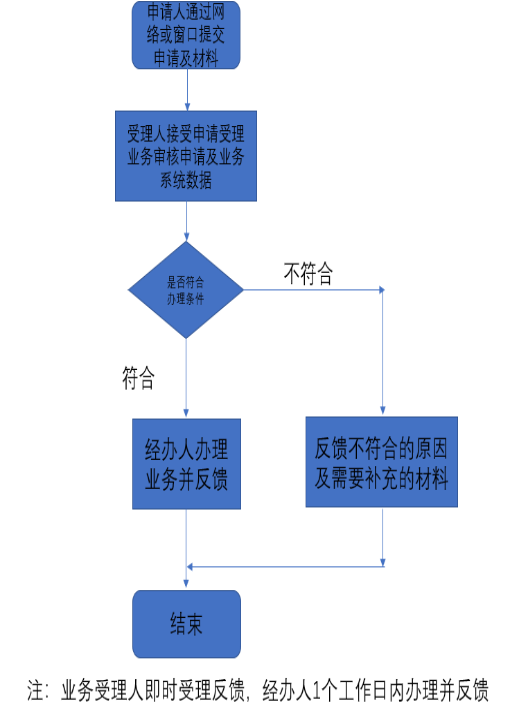 申请人通过网
络或窗口提交
申请及材料
受理人接受申请受理
业务审核申请及业务
系统数据
是否符合
办理条件
不符合
符合
经办人办理
业务并反馈
反馈不符合的原因
及需要补充的材料
结束
注：业务受理人即时受理反馈，经办人1个工作日内办理并反馈